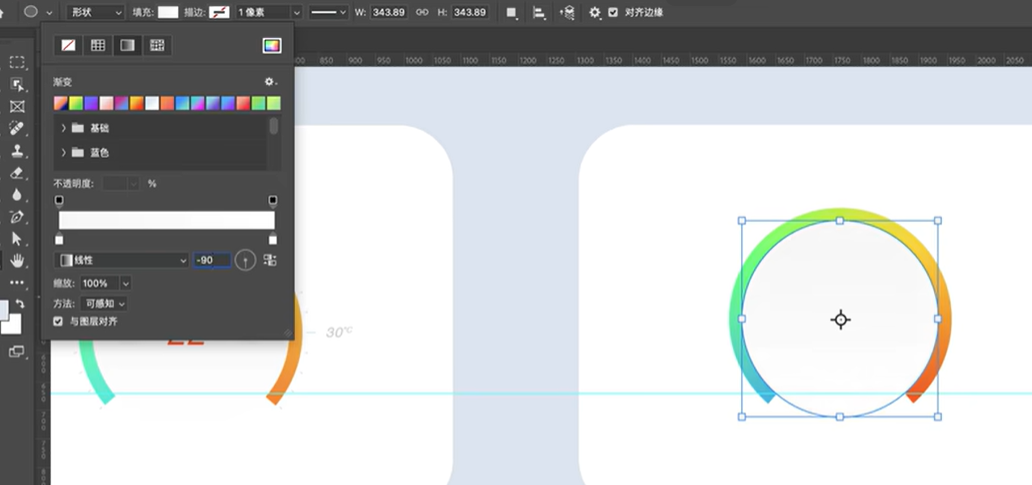 形状 填充: 描边: 1 像素 W: 343.89 H: 343.89 对齐边缘
渐变
基础
蓝色
不透明度: %
线性 -90
缩放: 100%
方法: 可感知
与图层对齐
800 850 900 950 1000 1050 1100 1150 1200 1250 1300 1350 1400 1450 1500 1550 1600 1650 1700 1750 1800 1850 1900 1950 2000 2050
30°C
22